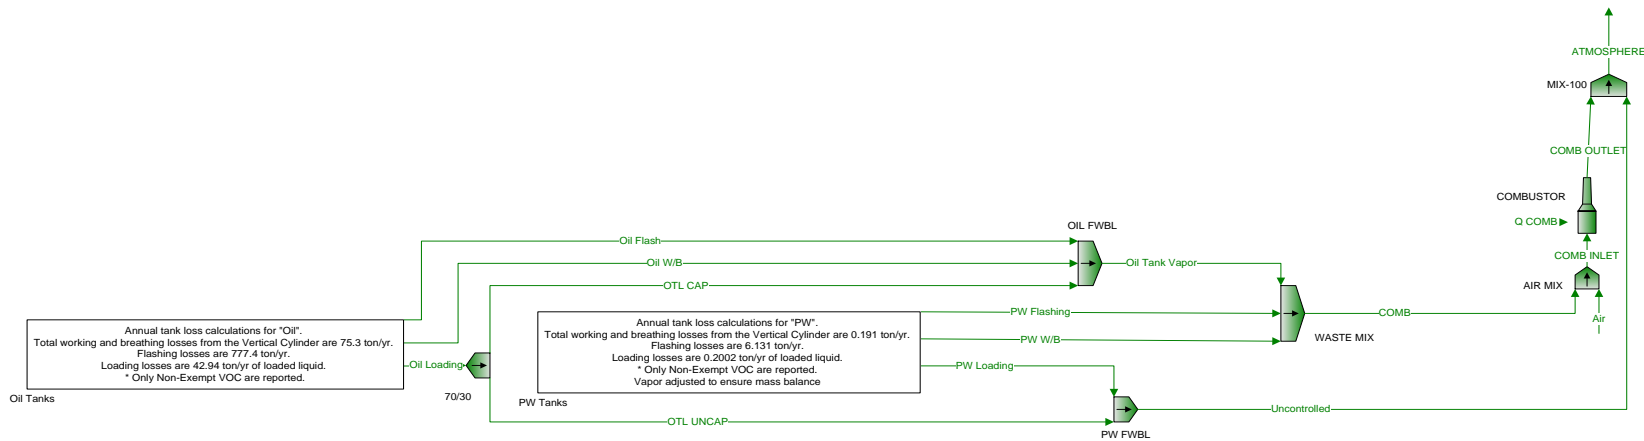 ATMOSPHERE
MIX-100
COMB OUTLET
COMBUSTOR
Q COMB
OIL FWBL
Oil Flash
Oil W/B
Oil Tank Vapor
COMB INLET
OTL CAP
AIR MIX
Annual tank loss calculations for "Oil".
Total working and breathing losses from the Vertical Cylinder are 75.3 ton/yr.
Flashing losses are 777.4 ton/yr.
Loading losses are 42.94 ton/yr of loaded liquid.
* Only Non-Exempt VOC are reported.
Oil Tanks
Oil Loading
70/30
Annual tank loss calculations for "PW".
Total working and breathing losses from the Vertical Cylinder are 0.191 ton/yr.
Flashing losses are 6.131 ton/yr.
Loading losses are 0.2002 ton/yr of loaded liquid.
* Only Non-Exempt VOC are reported.
Vapor adjusted to ensure mass balance
PW Tanks
PW Flashing
PW W/B
PW Loading
COMB
Air
WASTE MIX
OTL UNCAP
Uncontrolled
PW FWBL